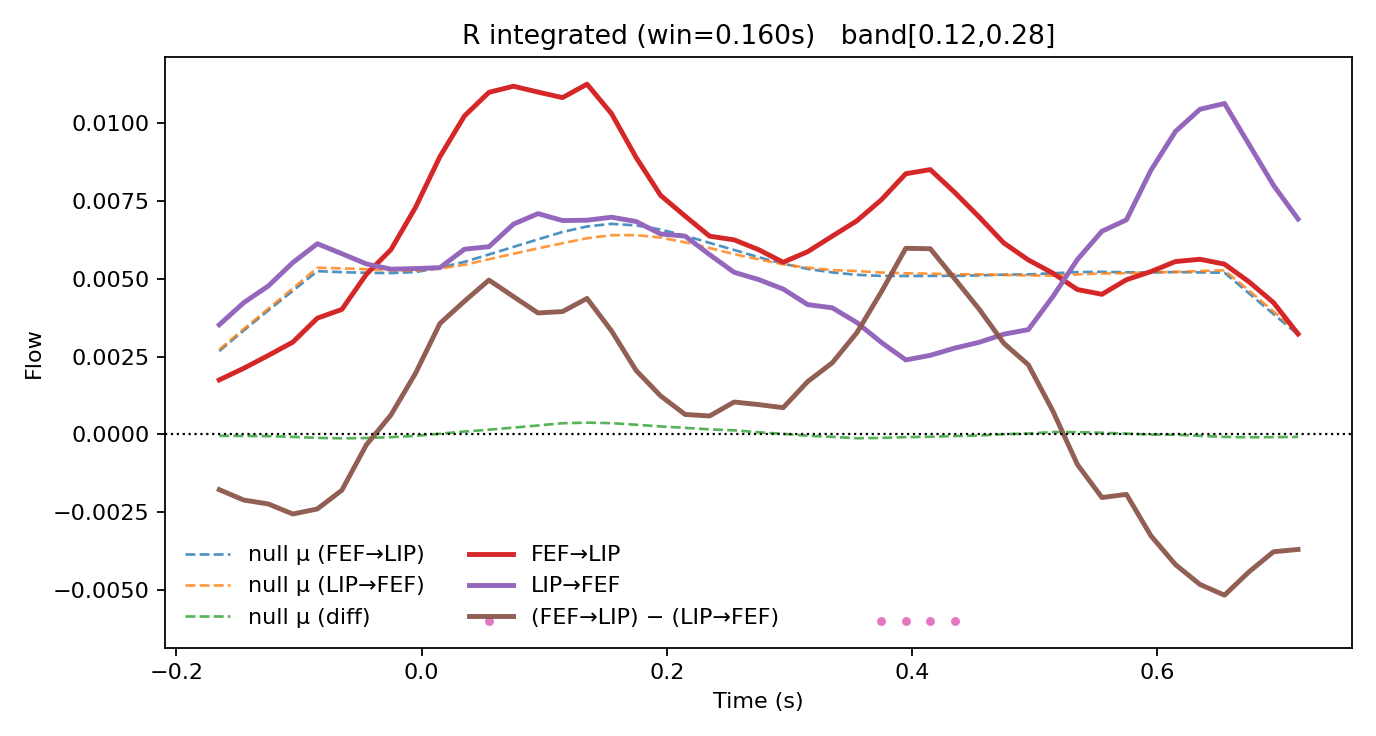 R integrated (win=0.160s)   band[0.12,0.28]
Flow
0.0100
0.0075
0.0050
0.0025
0.0000
−0.0025
−0.0050
null μ (FEF→LIP)
null μ (LIP→FEF)
null μ (diff)
FEF→LIP
LIP→FEF
(FEF→LIP) − (LIP→FEF)
−0.2 0.0 0.2 0.4 0.6
Time (s)